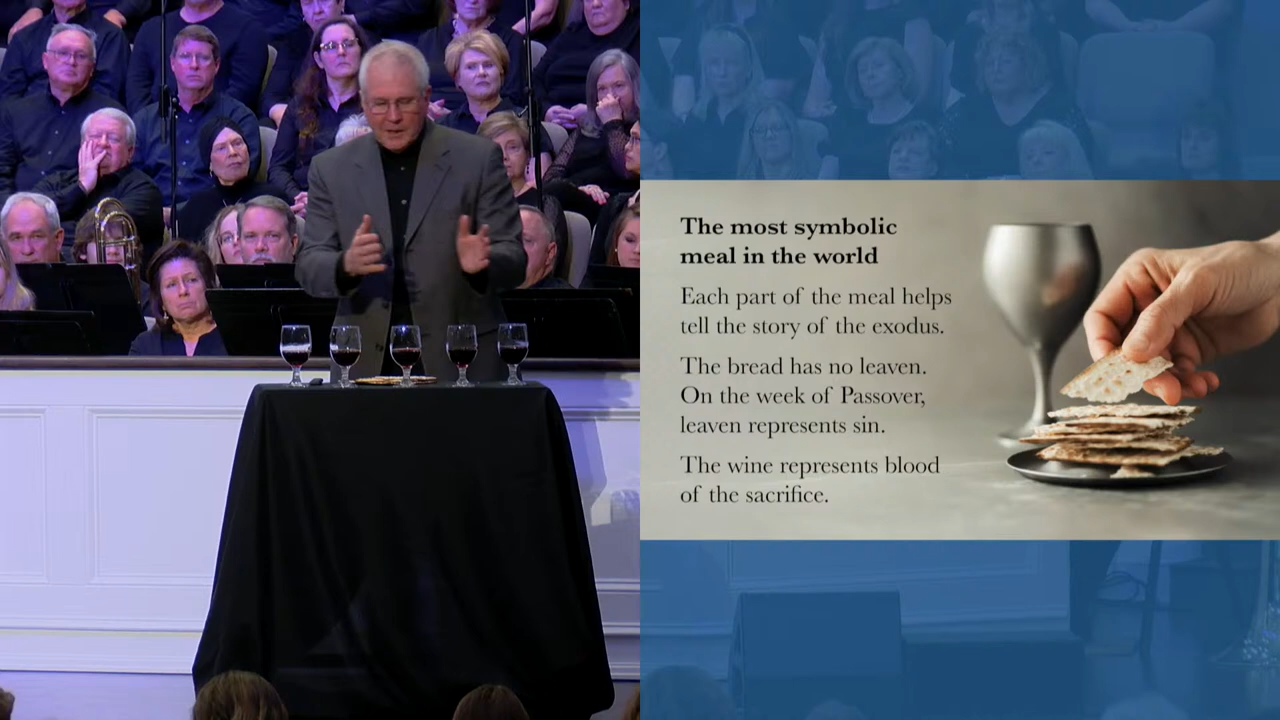 The most symbolic
meal in the world
Each part of the meal helps
tell the story of the exodus.
The bread has no leaven.
On the week of Passover,
leaven represents sin.
The wine represents blood
of the sacrifice.